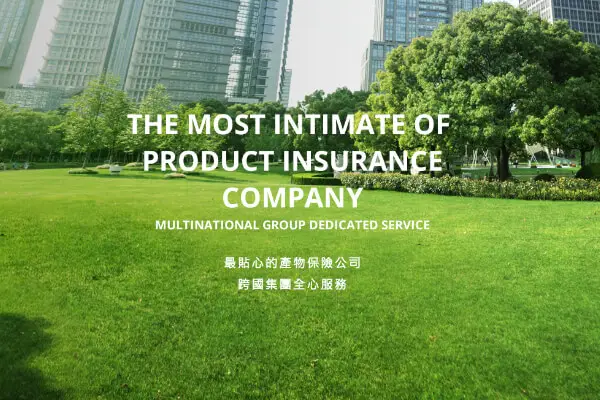 THE MOST INTIMATE OF
PRODUCT INSURANCE
COMPANY
MULTINATIONAL GROUP DEDICATED SERVICE
最貼心的產物保險公司
跨國集團全心服務